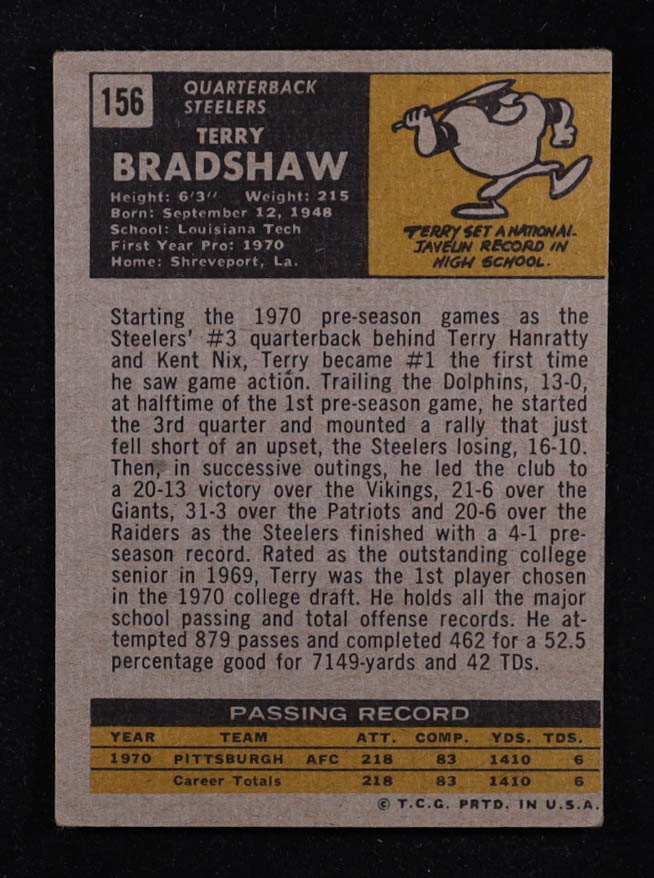 156
QUARTERBACK
STEELERS
TERRY
BRADSHAW
Height: 6'3" Weight: 215
Born: September 12, 1948
School: Louisiana Tech
First Year Pro: 1970
Home: Shreveport, La.
TERRY SET A NATIONAL
JAVELIN RECORD IN
HIGH SCHOOL.
Starting the 1970 pre-season games as the
Steelers' #3 quarterback behind Terry Hanratty
and Kent Nix, Terry became #1 the first time
he saw game action. Trailing the Dolphins, 13-0,
at halftime of the 1st pre-season game, he started
the 3rd quarter and mounted a rally that just
fell short of an upset, the Steelers losing, 16-10.
Then, in successive outings, he led the club to
a 20-13 victory over the Vikings, 21-6 over the
Giants, 31-3 over the Patriots and 20-6 over the
Raiders as the Steelers finished with a 4-1 pre-
season record. Rated as the outstanding college
senior in 1969, Terry was the 1st player chosen
in the 1970 college draft. He holds all the major
school passing and total offense records. He at-
tempted 879 passes and completed 462 for a 52.5
percentage good for 7149-yards and 42 TDs.
PASSING RECORD
YEAR TEAM ATT. COMP. YDS. TDS.
1970 PITTSBURGH AFC 218 83 1410 6
Career Totals 218 83 1410 6
© T.C.G. PRTD. IN U.S.A.